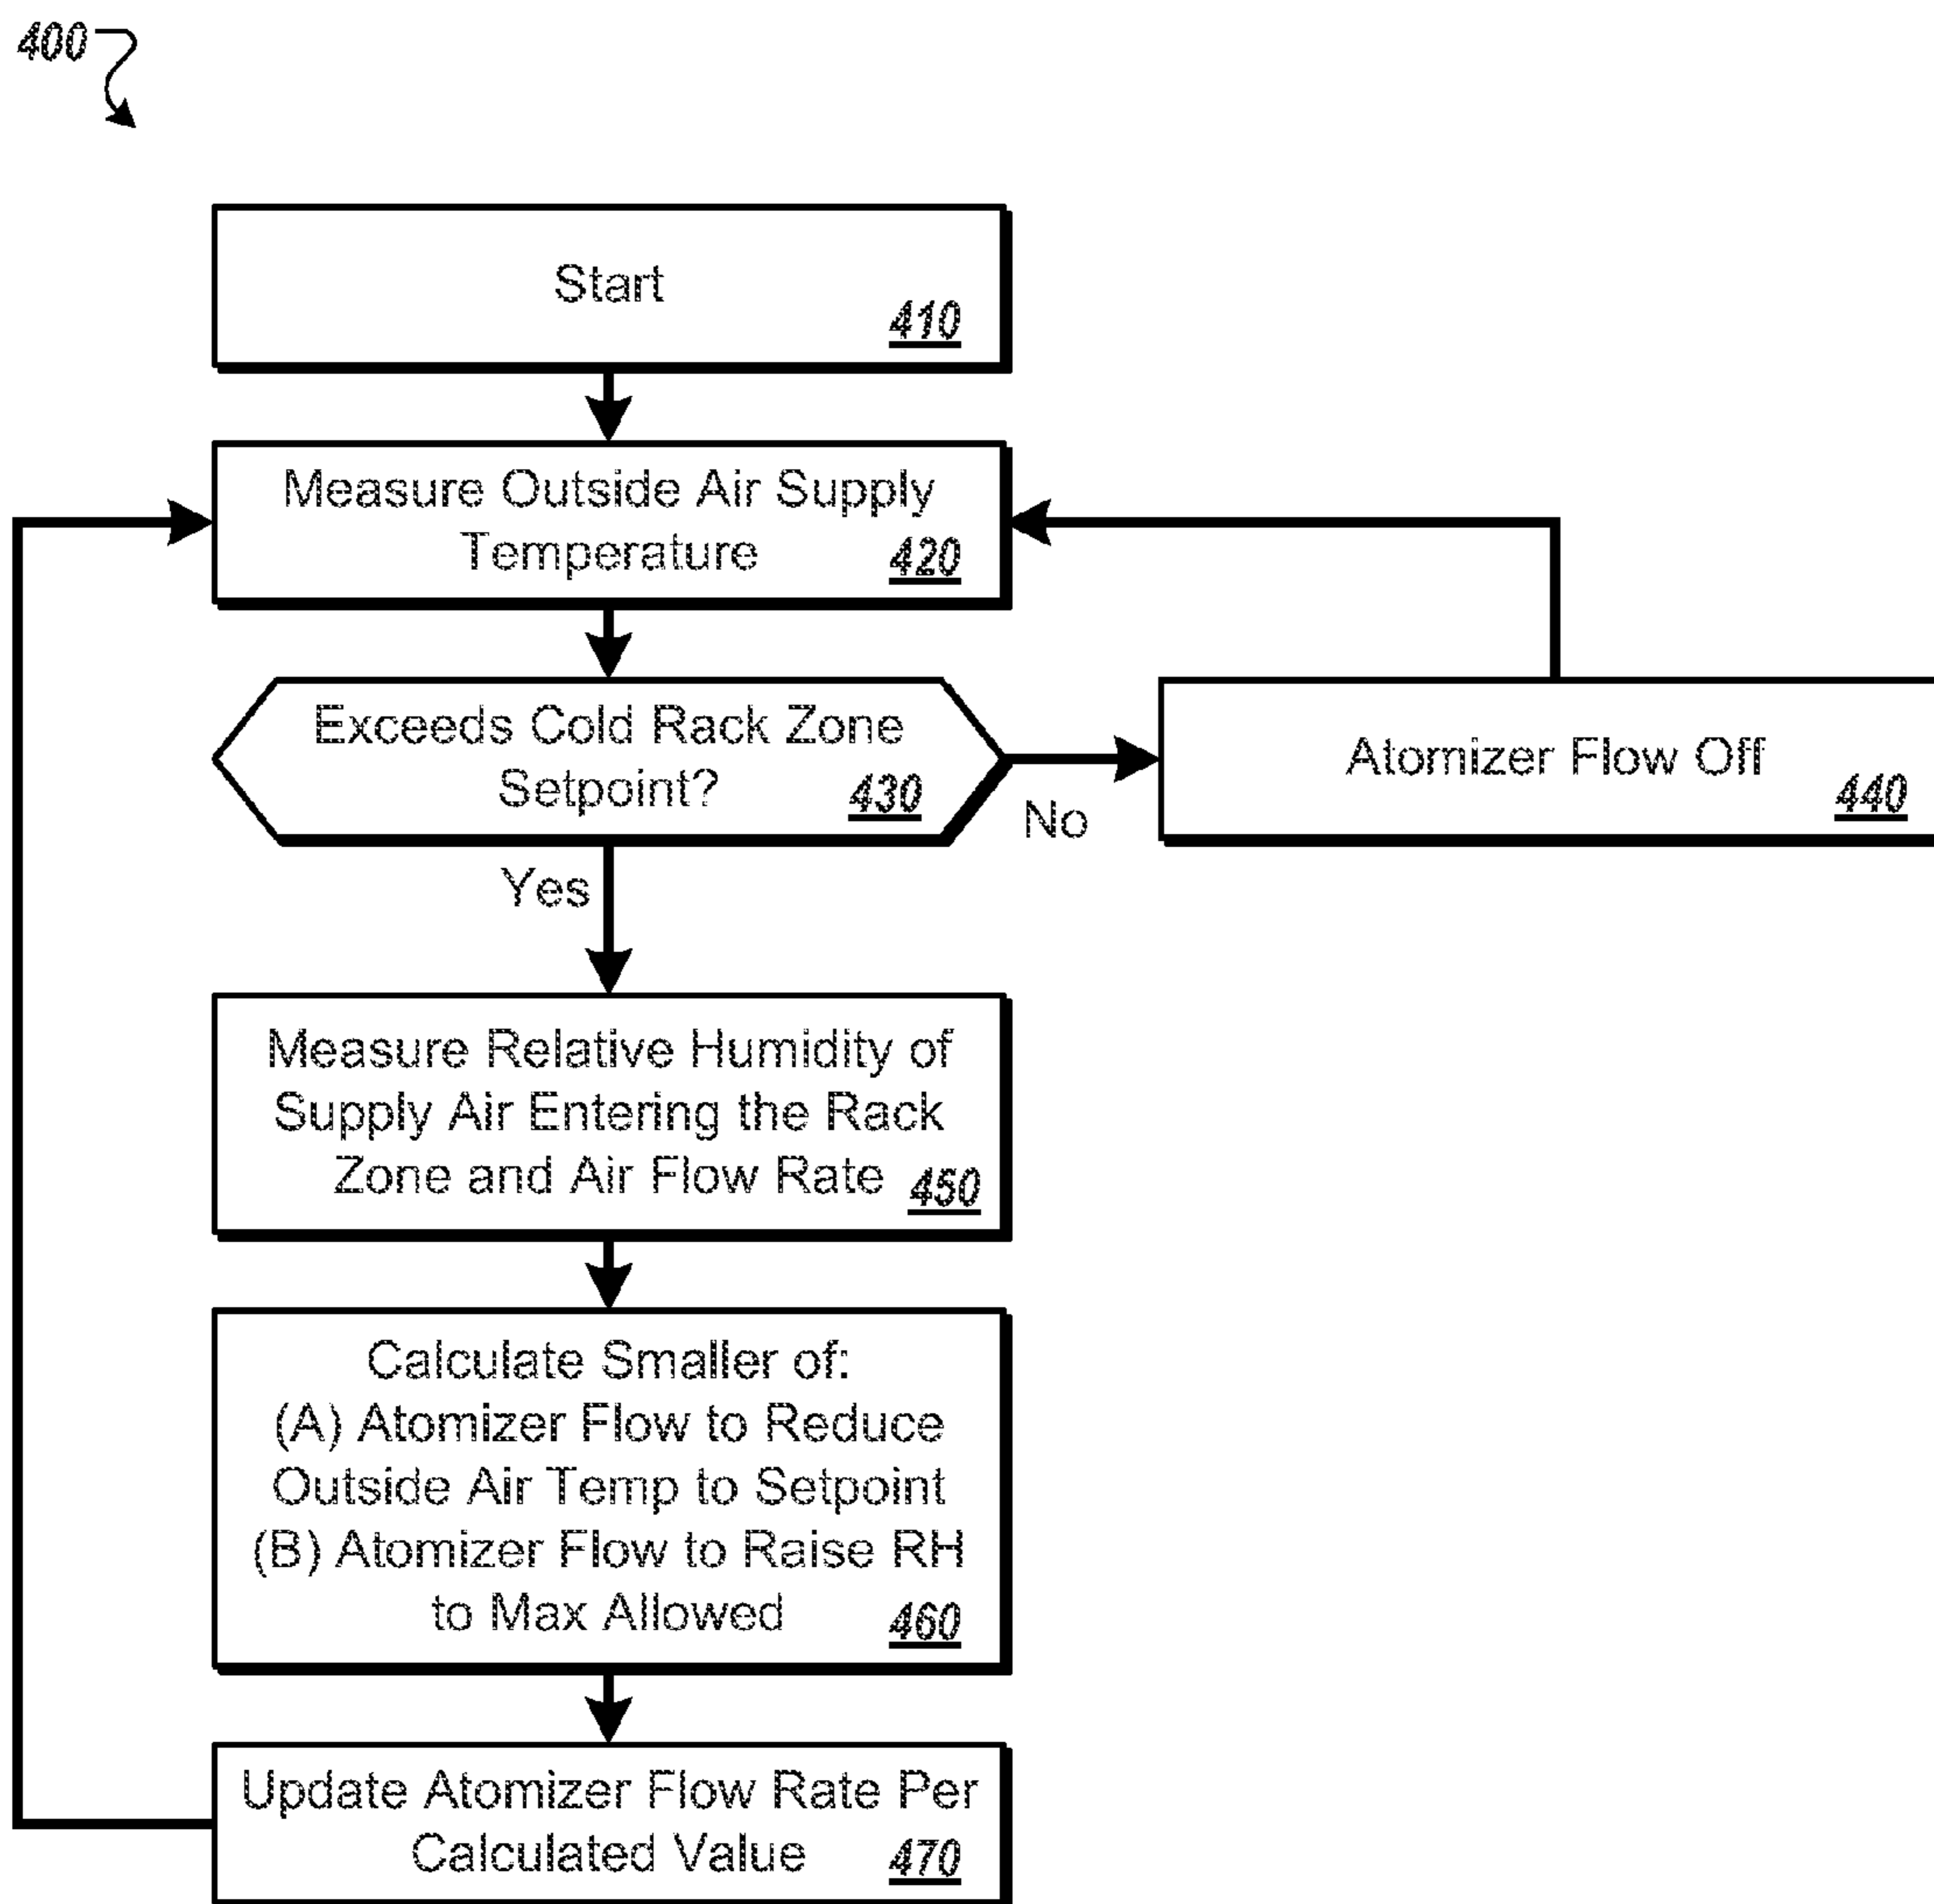 400
Start
410
Measure Outside Air Supply
Temperature 420
Exceeds Cold Rack Zone
Setpoint? 430
No
Atomizer Flow Off
440
Yes
Measure Relative Humidity of
Supply Air Entering the Rack
Zone and Air Flow Rate 450
Calculate Smaller of:
(A) Atomizer Flow to Reduce
Outside Air Temp to Setpoint
(B) Atomizer Flow to Raise RH
to Max Allowed 460
Update Atomizer Flow Rate Per
Calculated Value 470